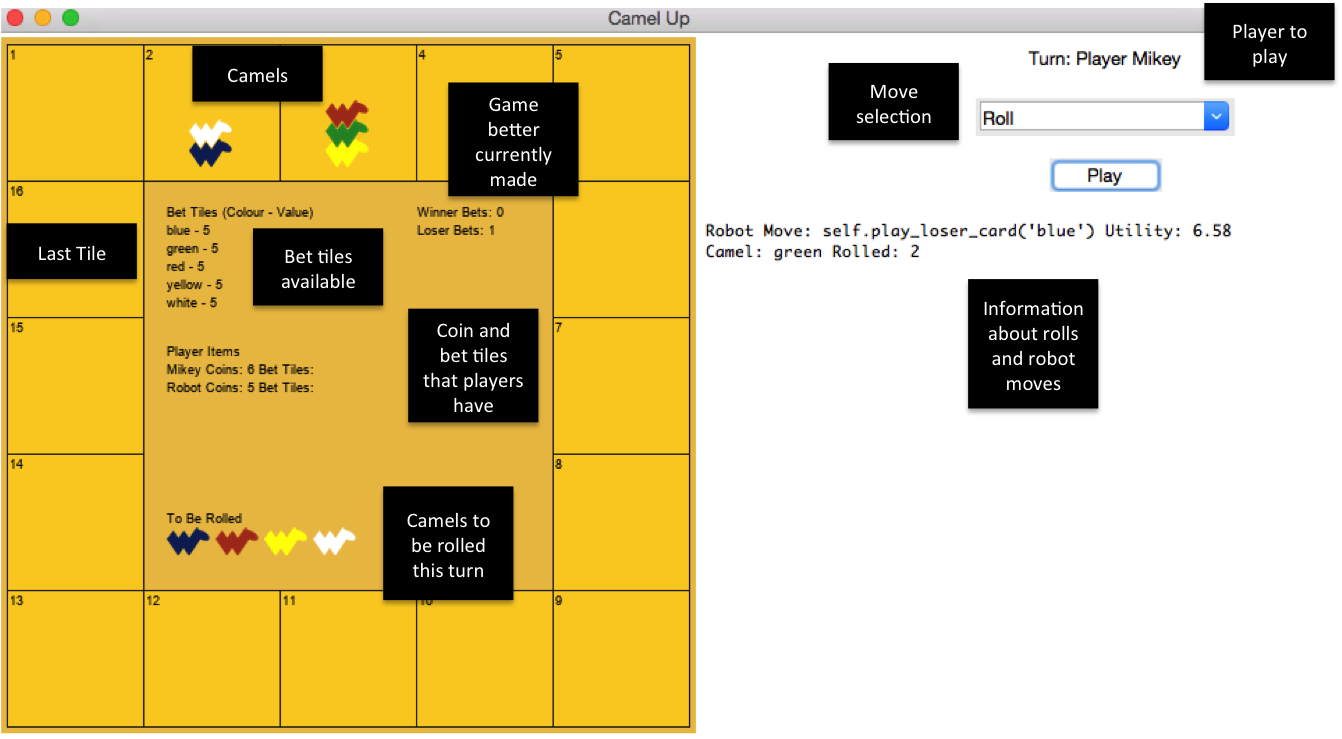 Camel Up
Player to
play
Turn: Player Mikey
Move
selection
Roll
Play
1
2
Camels
4
5
Game
better
currently
made
16
Last Tile
Bet Tiles (Colour - Value)
blue - 5
green - 5
red - 5
yellow - 5
white - 5
Bet tiles
available
Winner Bets: 0
Loser Bets: 1
Robot Move: self.play_loser_card('blue') Utility: 6.58
Camel: green Rolled: 2
Information
about rolls
and robot
moves
15
7
Player Items
Mikey Coins: 6 Bet Tiles:
Robot Coins: 5 Bet Tiles:
Coin and
bet tiles
that players
have
14
8
To Be Rolled
Camels to
be rolled
this turn
13
12
11
10
9